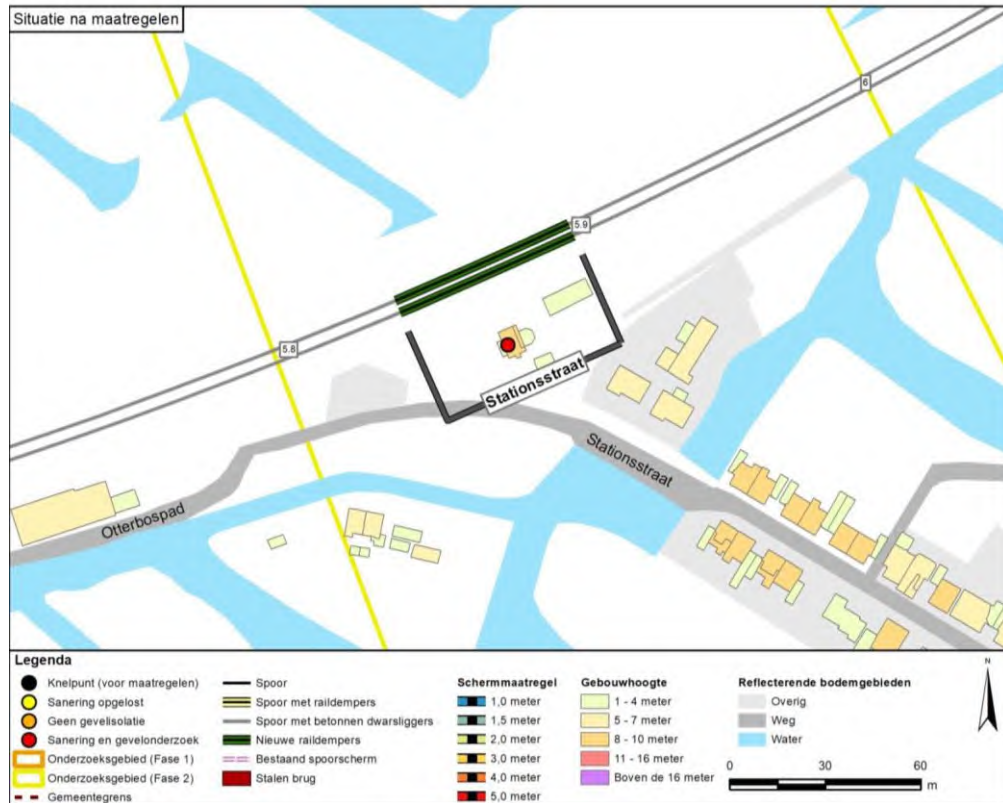 Situatie na maatregelen
6
5.9
5.8
Stationsstraat
Stationsstraat
Otterbospad
Legenda
Knelpunt (voor maatregelen)
Sanering opgelost
Geen gevelisolatie
Sanering en gevelonderzoek
Onderzoeksgebied (Fase 1)
Onderzoeksgebied (Fase 2)
Gemeentegrens
Spoor
Spoor met raildempers
Spoor met betonnen dwarsliggers
Nieuwe raildempers
Bestaand spoorscherm
Stalen brug
Schermmaatregel
1,0 meter
1,5 meter
2,0 meter
3,0 meter
4,0 meter
5,0 meter
Gebouwhoogte
1 - 4 meter
5 - 7 meter
8 - 10 meter
11 - 16 meter
Boven de 16 meter
Reflecterende bodemgebieden
Overig
Weg
Water
N
0 30 60
m